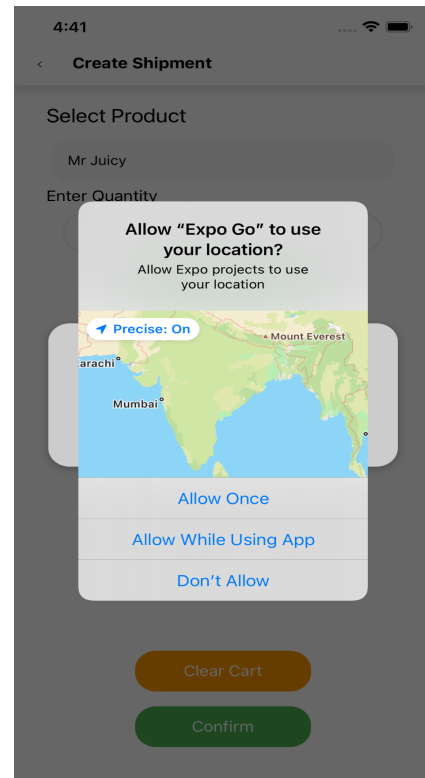 4:41
‹ Create Shipment
Select Product
Mr Juicy
Enter Quantity
Allow “Expo Go” to use
your location?
Allow Expo projects to use
your location
Precise: On
Mount Everest
arachi
Mumbai
Allow Once
Allow While Using App
Don’t Allow
Clear Cart
Confirm